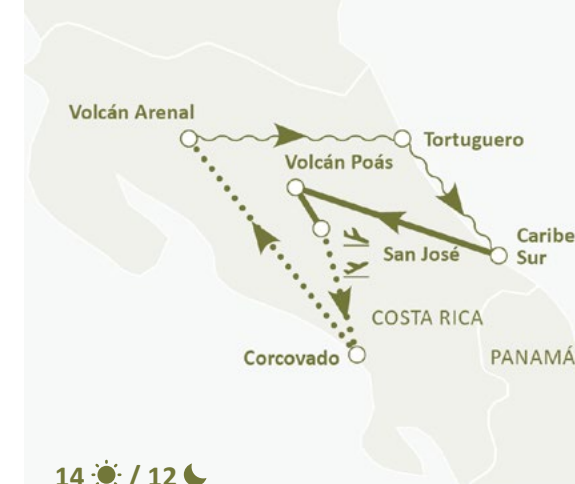 Volcán Arenal
Tortuguero
Volcán Poás
Caribe
Sur
San José
COSTA RICA
Corcovado
PANAMÁ
14 / 12